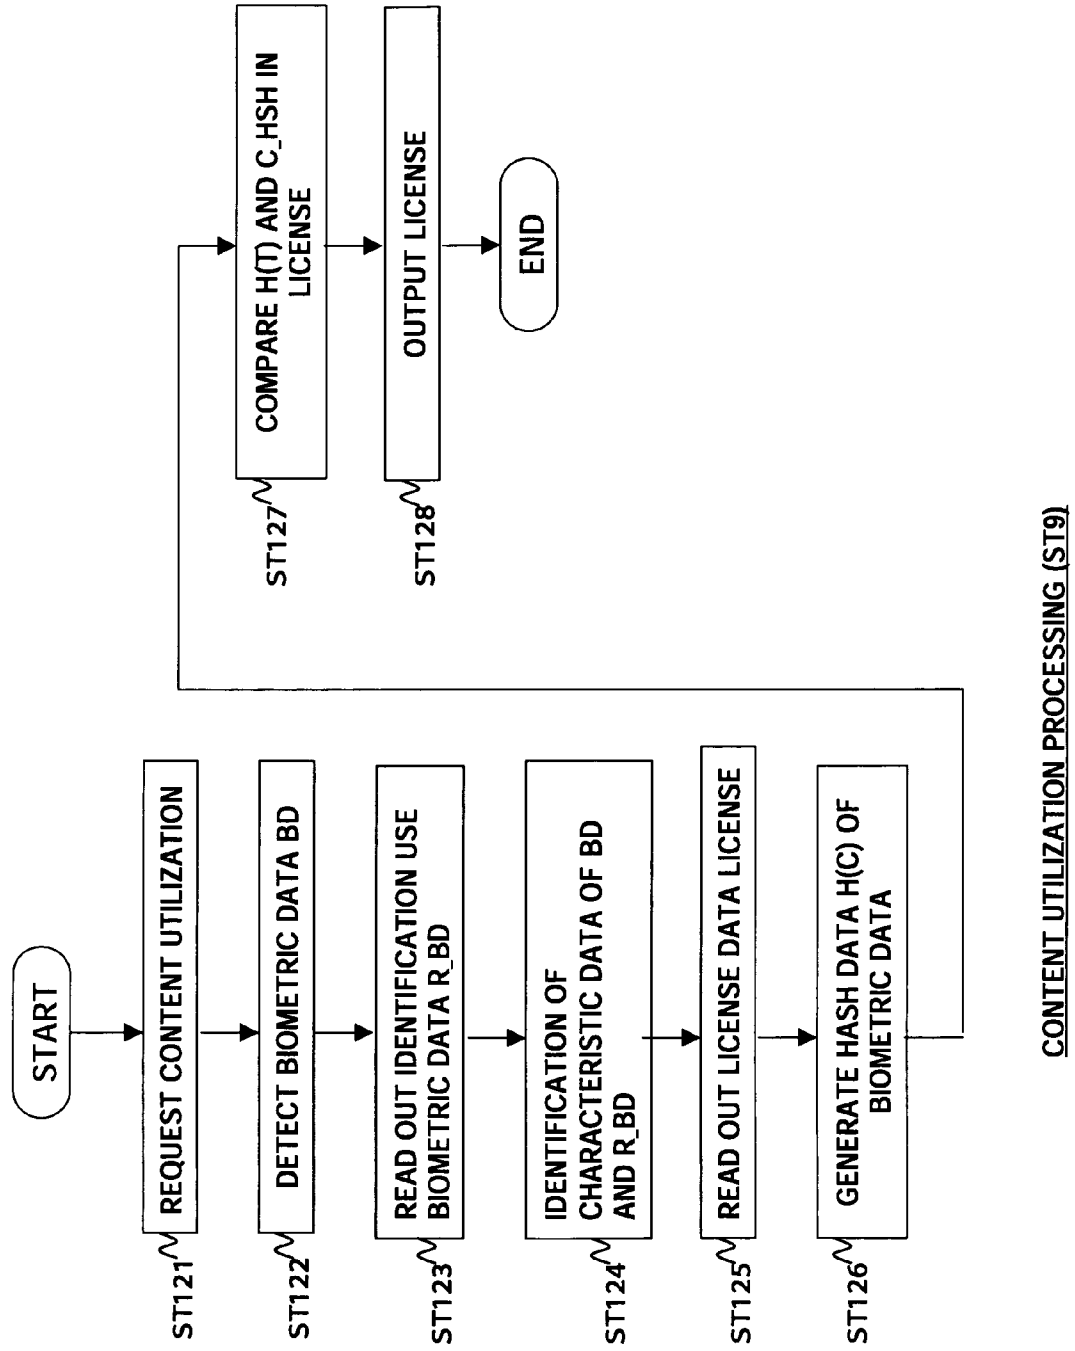 START
ST121
REQUEST CONTENT UTILIZATION
ST122
DETECT BIOMETRIC DATA BD
ST123
READ OUT IDENTIFICATION USE
BIOMETRIC DATA R_BD
ST124
IDENTIFICATION OF
CHARACTERISTIC DATA OF BD
AND R_BD
ST125
READ OUT LICENSE DATA LICENSE
ST126
GENERATE HASH DATA H(C) OF
BIOMETRIC DATA
ST127
COMPARE H(T) AND C_HSH IN
LICENSE
ST128
OUTPUT LICENSE
END
CONTENT UTILIZATION PROCESSING (ST9)